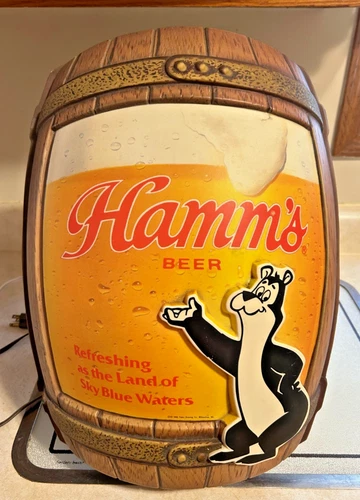 Hamm's
BEER
Refreshing
as the Land of
Sky Blue Waters